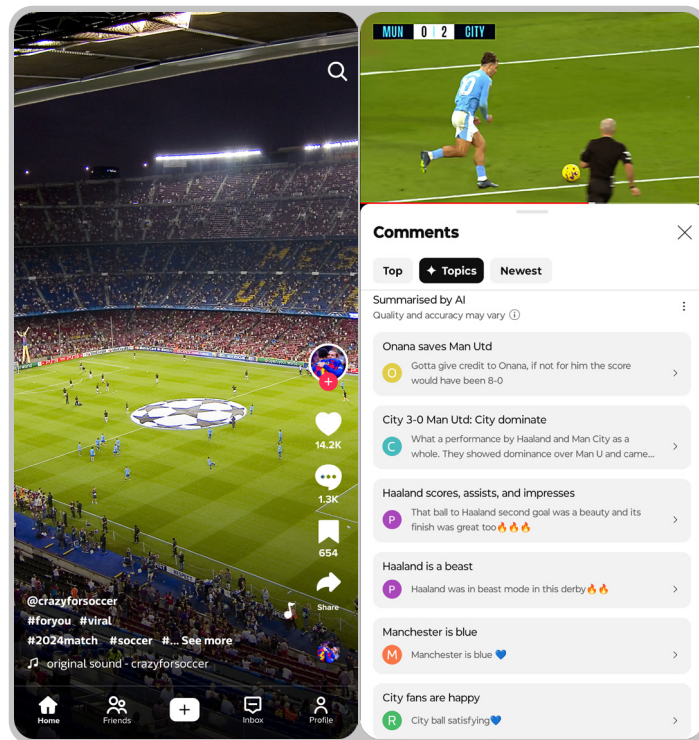 14.2K
1.3K
654
Share
@crazyforsoccer
#foryou #viral
#2024match #soccer #... See more
original sound - crazyforsoccer
Home
Friends
Inbox
Profile
MUN 0 2 CITY
10
Comments
Top
Topics
Newest
Summarised by AI
Quality and accuracy may vary
Onana saves Man Utd
O
Gotta give credit to Onana, if not for him the score
would have been 8-0
City 3-0 Man Utd: City dominate
C
What a performance by Haaland and Man City as a
whole. They showed dominance over Man U and came...
Haaland scores, assists, and impresses
P
That ball to Haaland second goal was a beauty and its
finish was great too🔥🔥🔥
Haaland is a beast
P
Haaland was in beast mode in this derby🔥🔥
Manchester is blue
M
Manchester is blue 💙
City fans are happy
R
City ball satisfying💙